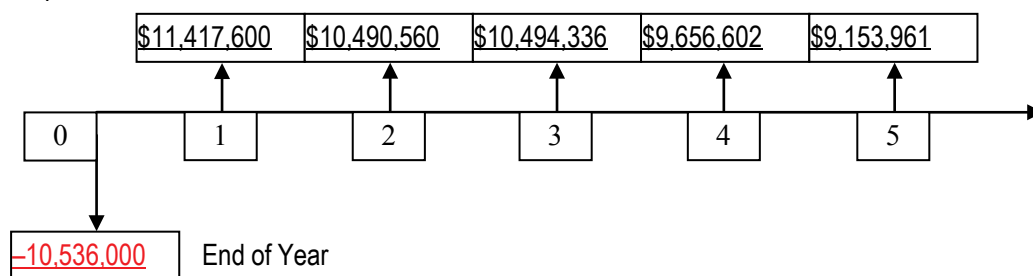 $11,417,600 $10,490,560 $10,494,336 $9,656,602 $9,153,961
0 1 2 3 4 5
–10,536,000 End of Year